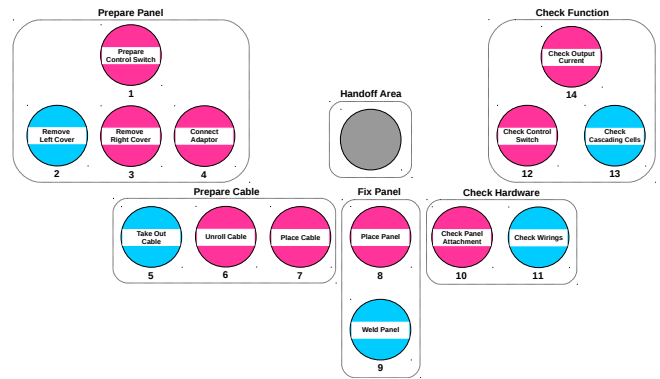 Prepare Panel
Prepare
Control Switch
1
Remove
Left Cover
2
Remove
Right Cover
3
Connect
Adaptor
4
Handoff Area
Check Function
Check Output
Current
14
Check Control
Switch
12
Check
Cascading Cells
13
Prepare Cable
Take Out
Cable
5
Unroll Cable
6
Place Cable
7
Fix Panel
Place Panel
8
Weld Panel
9
Check Hardware
Check Panel
Attachment
10
Check Wirings
11